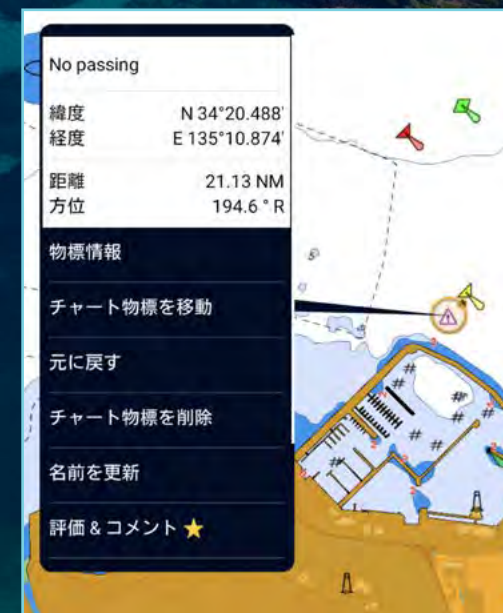 No passing
緯度 N 34°20.488'
経度 E 135°10.874'
距離 21.13 NM
方位 194.6 ° R
物標情報
チャート物標を移動
元に戻す
チャート物標を削除
名前を更新
評価 & コメント